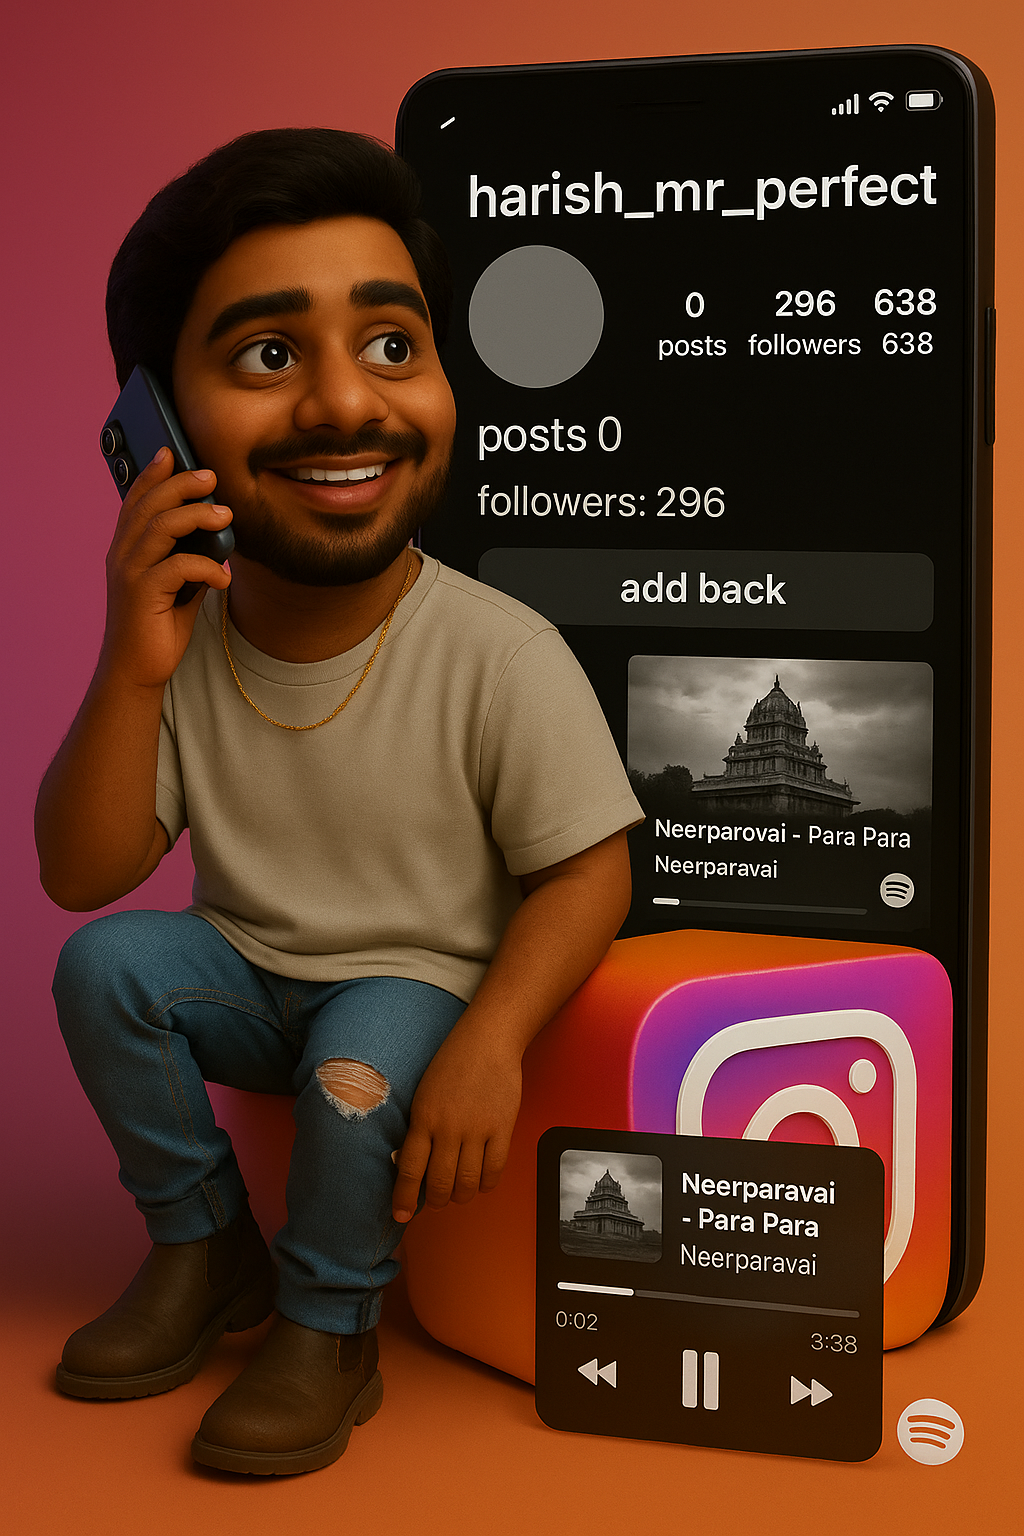 harish_mr_perfect
0 296 638
posts followers 638
posts 0
followers: 296
add back
Neerparovai - Para Para
Neerparavai
Neerparavai
- Para Para
Neerparavai
0:02
3:38